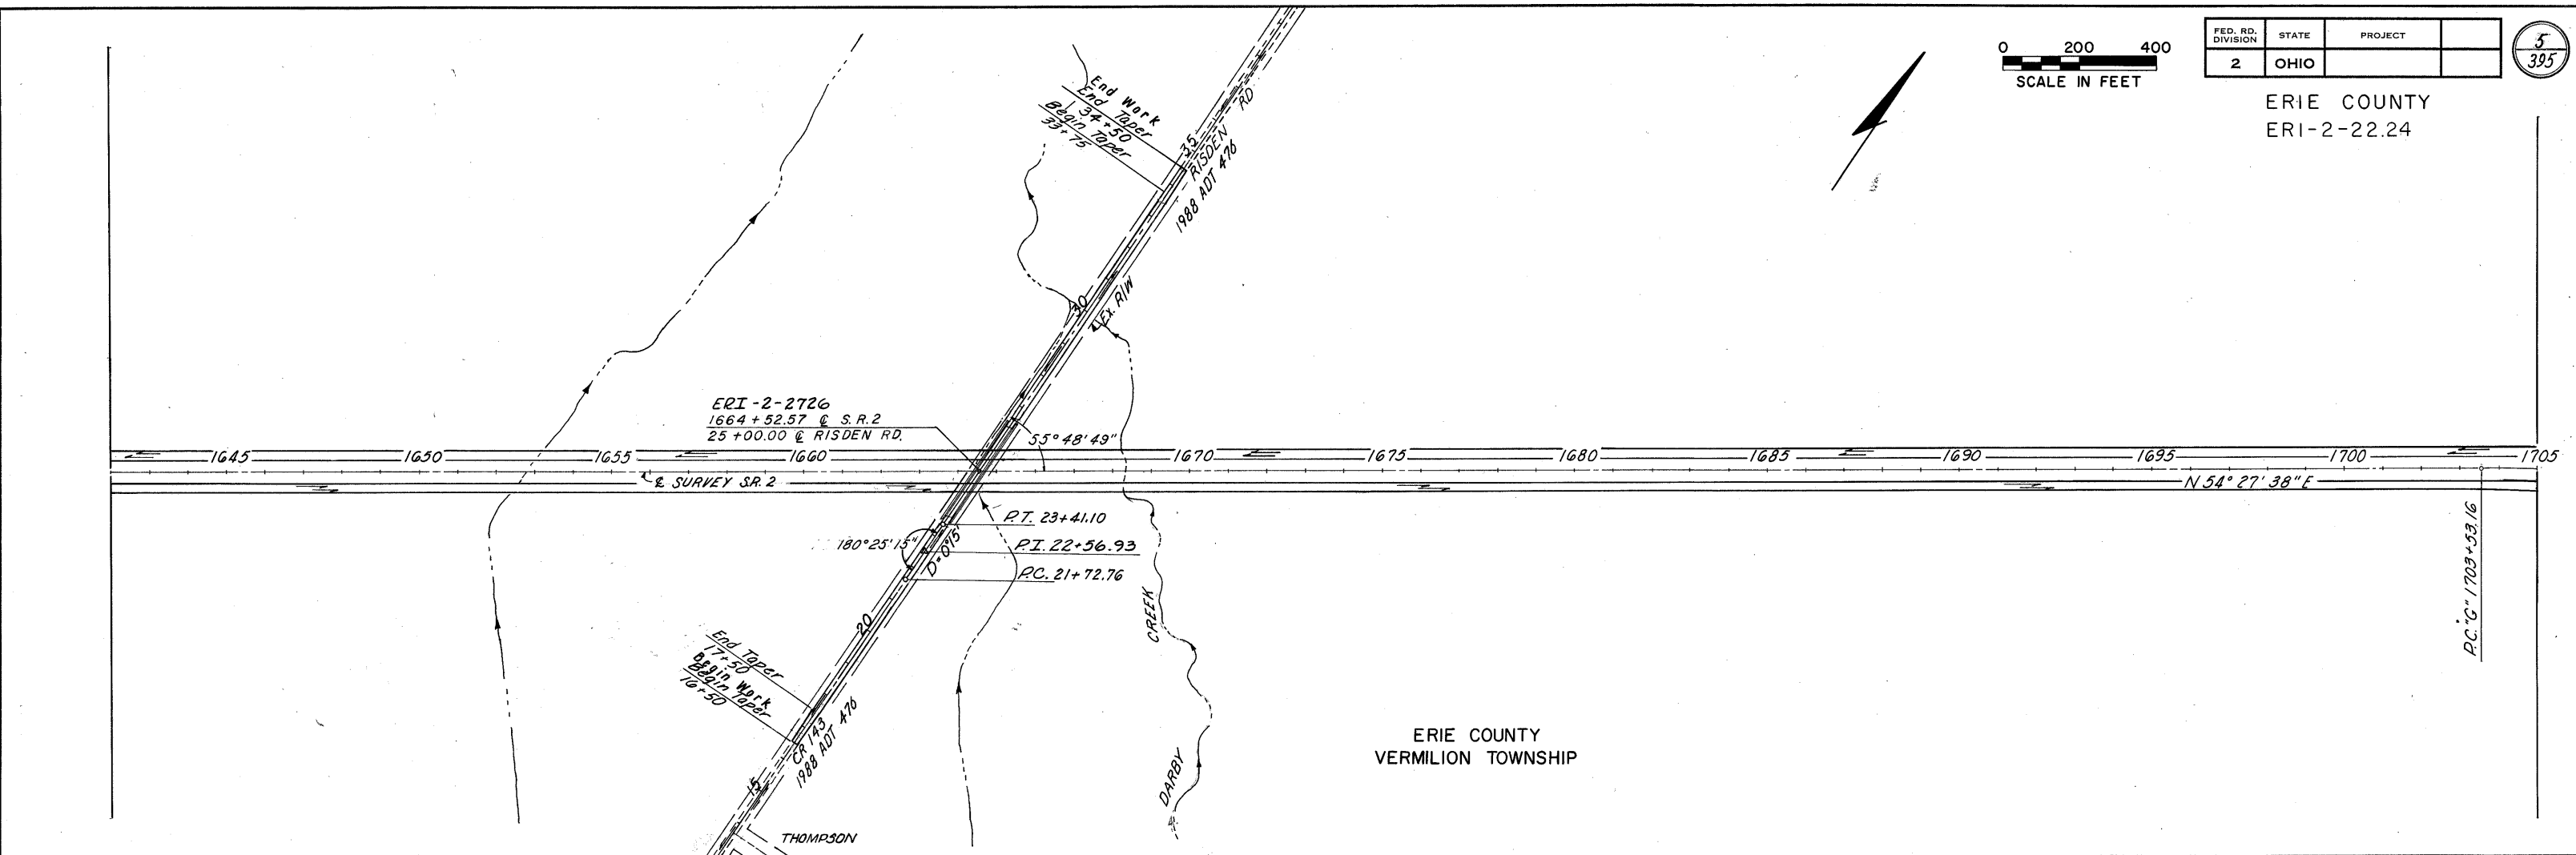 0 200 400
SCALE IN FEET
FED. RD. DIVISION STATE PROJECT
2 OHIO
5
395
ERIE COUNTY
ERI-2-22.24
End Work
End Taper
34+50
Begin Taper
33+75
35
RISDEN RD
1988 ADT 476
30
Ex. R/W
ERI-2-2726
1664+52.57 ℄ S.R.2
25+00.00 ℄ RISDEN RD.
55°48'49"
1645 1650 1655 1660 1670 1675 1680 1685 1690 1695 1700 1705
℄ SURVEY S.R. 2
N 54° 27' 38" E
P.T. 23+41.10
180°25'15"
P.I. 22+56.93
D=0°15'
P.C. 21+72.76
P.C. "G" 1703+53.16
20
CREEK
DARBY
End Taper
17+50
Begin Work
Begin Taper
16+50
CR 143
1988 ADT 476
15
ERIE COUNTY
VERMILION TOWNSHIP
THOMPSON